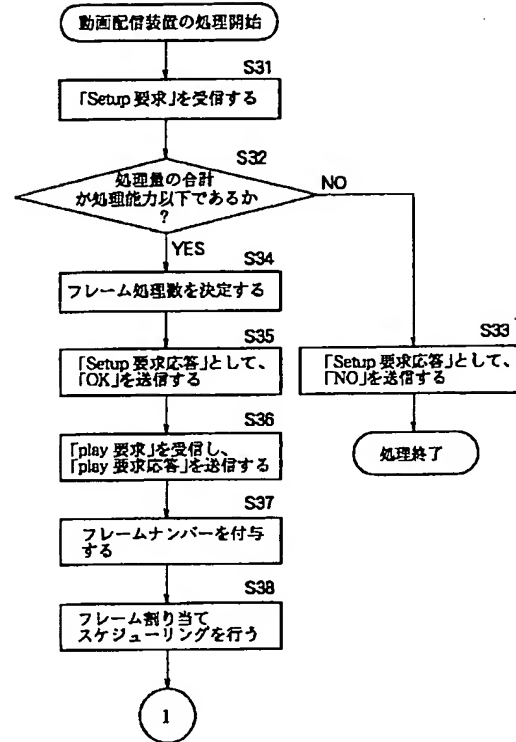 動画配信装置の処理開始
S31
「Setup 要求」を受信する
S32
処理量の合計
が処理能力以下であるか
?
NO
YES
S34
フレーム処理数を決定する
S35
「Setup 要求応答」として、
「OK」を送信する
S33
「Setup 要求応答」として、
「NO」を送信する
処理終了
S36
「play 要求」を受信し、
「play 要求応答」を送信する
S37
フレームナンバーを付与
する
S38
フレーム割り当て
スケジューリングを行う
1